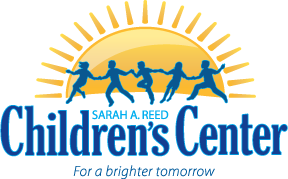 SARAH A. REED
Children's Center
For a brighter tomorrow